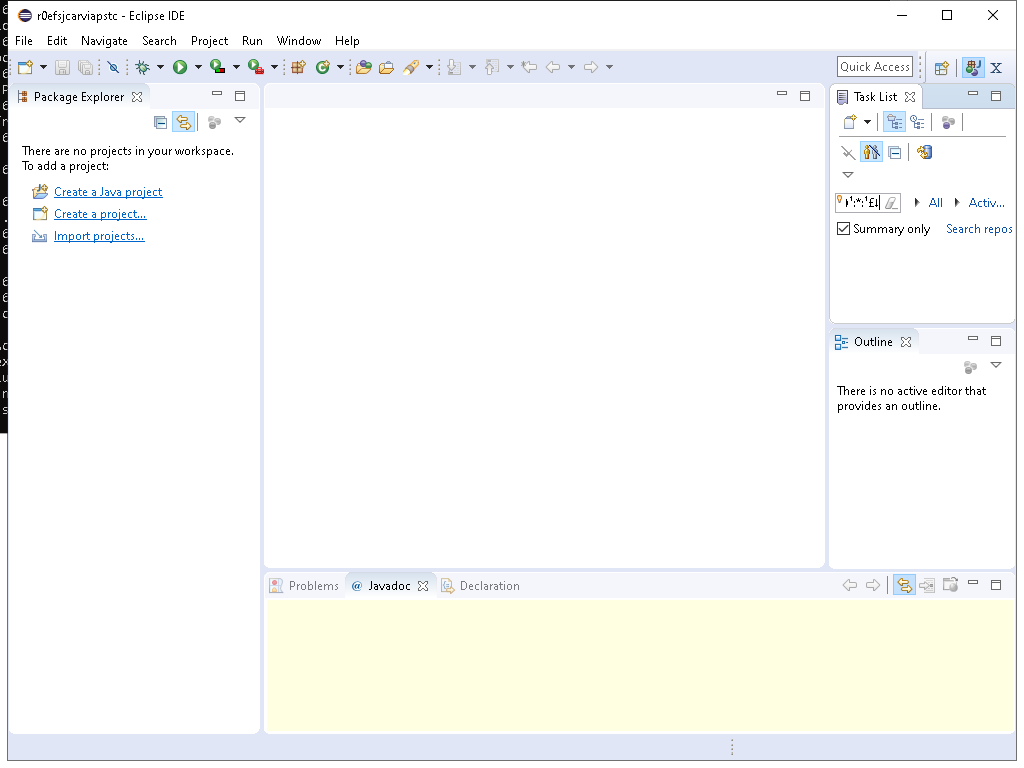 r0efsjcarviapstc - Eclipse IDE
File Edit Navigate Search Project Run Window Help
Quick Access
Package Explorer
There are no projects in your workspace.
To add a project:
Create a Java project
Create a project...
Import projects...
Task List
All Activ...
Summary only Search repos
Outline
There is no active editor that
provides an outline.
Problems @ Javadoc Declaration